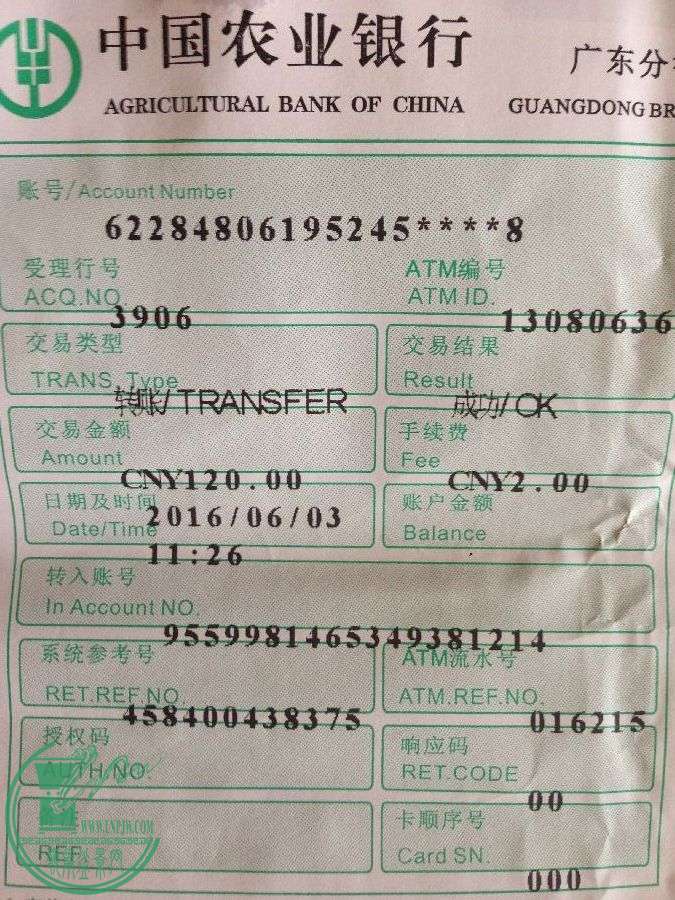 中国农业银行
广东分
AGRICULTURAL BANK OF CHINA GUANGDONG BR
账号/Account Number
62284806195245****8
受理行号 ATM编号
ACQ.NO. ATM ID.
3906 13080636
交易类型 交易结果
TRANS. Type Result
转账/TRANSFER 成功/OK
交易金额 手续费
Amount Fee
CNY120.00 CNY2.00
日期及时间 账户金额
2016/06/03
Date/Time Balance
11:26
转入账号
In Account NO.
9559981465349381214
系统参考号 ATM流水号
RET.REF.NO. ATM.REF.NO.
458400438375 016215
授权码 响应码
AUTH.NO. RET.CODE
00
WWW.TNPJW.COM
卡顺序号
REF. Card SN.
000